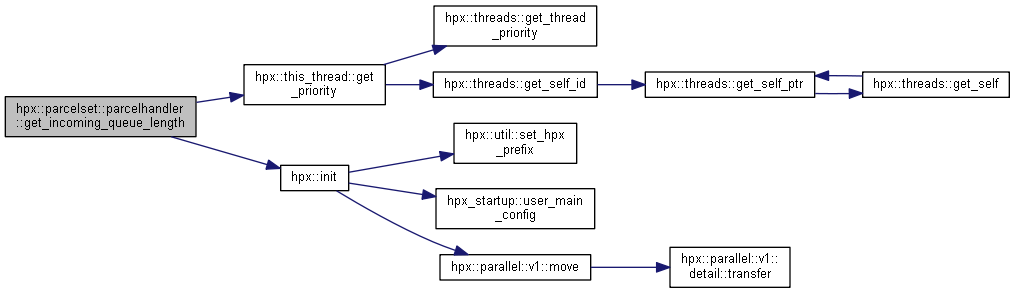 hpx::parcelset::parcelhandler
::get_incoming_queue_length
hpx::this_thread::get
_priority
hpx::threads::get_thread
_priority
hpx::threads::get_self_id
hpx::threads::get_self_ptr
hpx::threads::get_self
hpx::init
hpx::util::set_hpx
_prefix
hpx_startup::user_main
_config
hpx::parallel::v1::move
hpx::parallel::v1::
detail::transfer